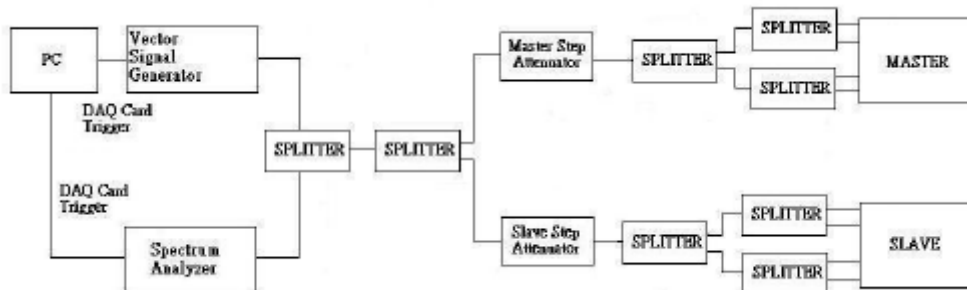 PC
Vector
Signal
Generator
DAQ Card
Trigger
DAQ Card
Trigger
Spectrum
Analyzer
SPLITTER
SPLITTER
Master Step
Attenuator
SPLITTER
SPLITTER
SPLITTER
MASTER
Slave Step
Attenuator
SPLITTER
SPLITTER
SPLITTER
SLAVE